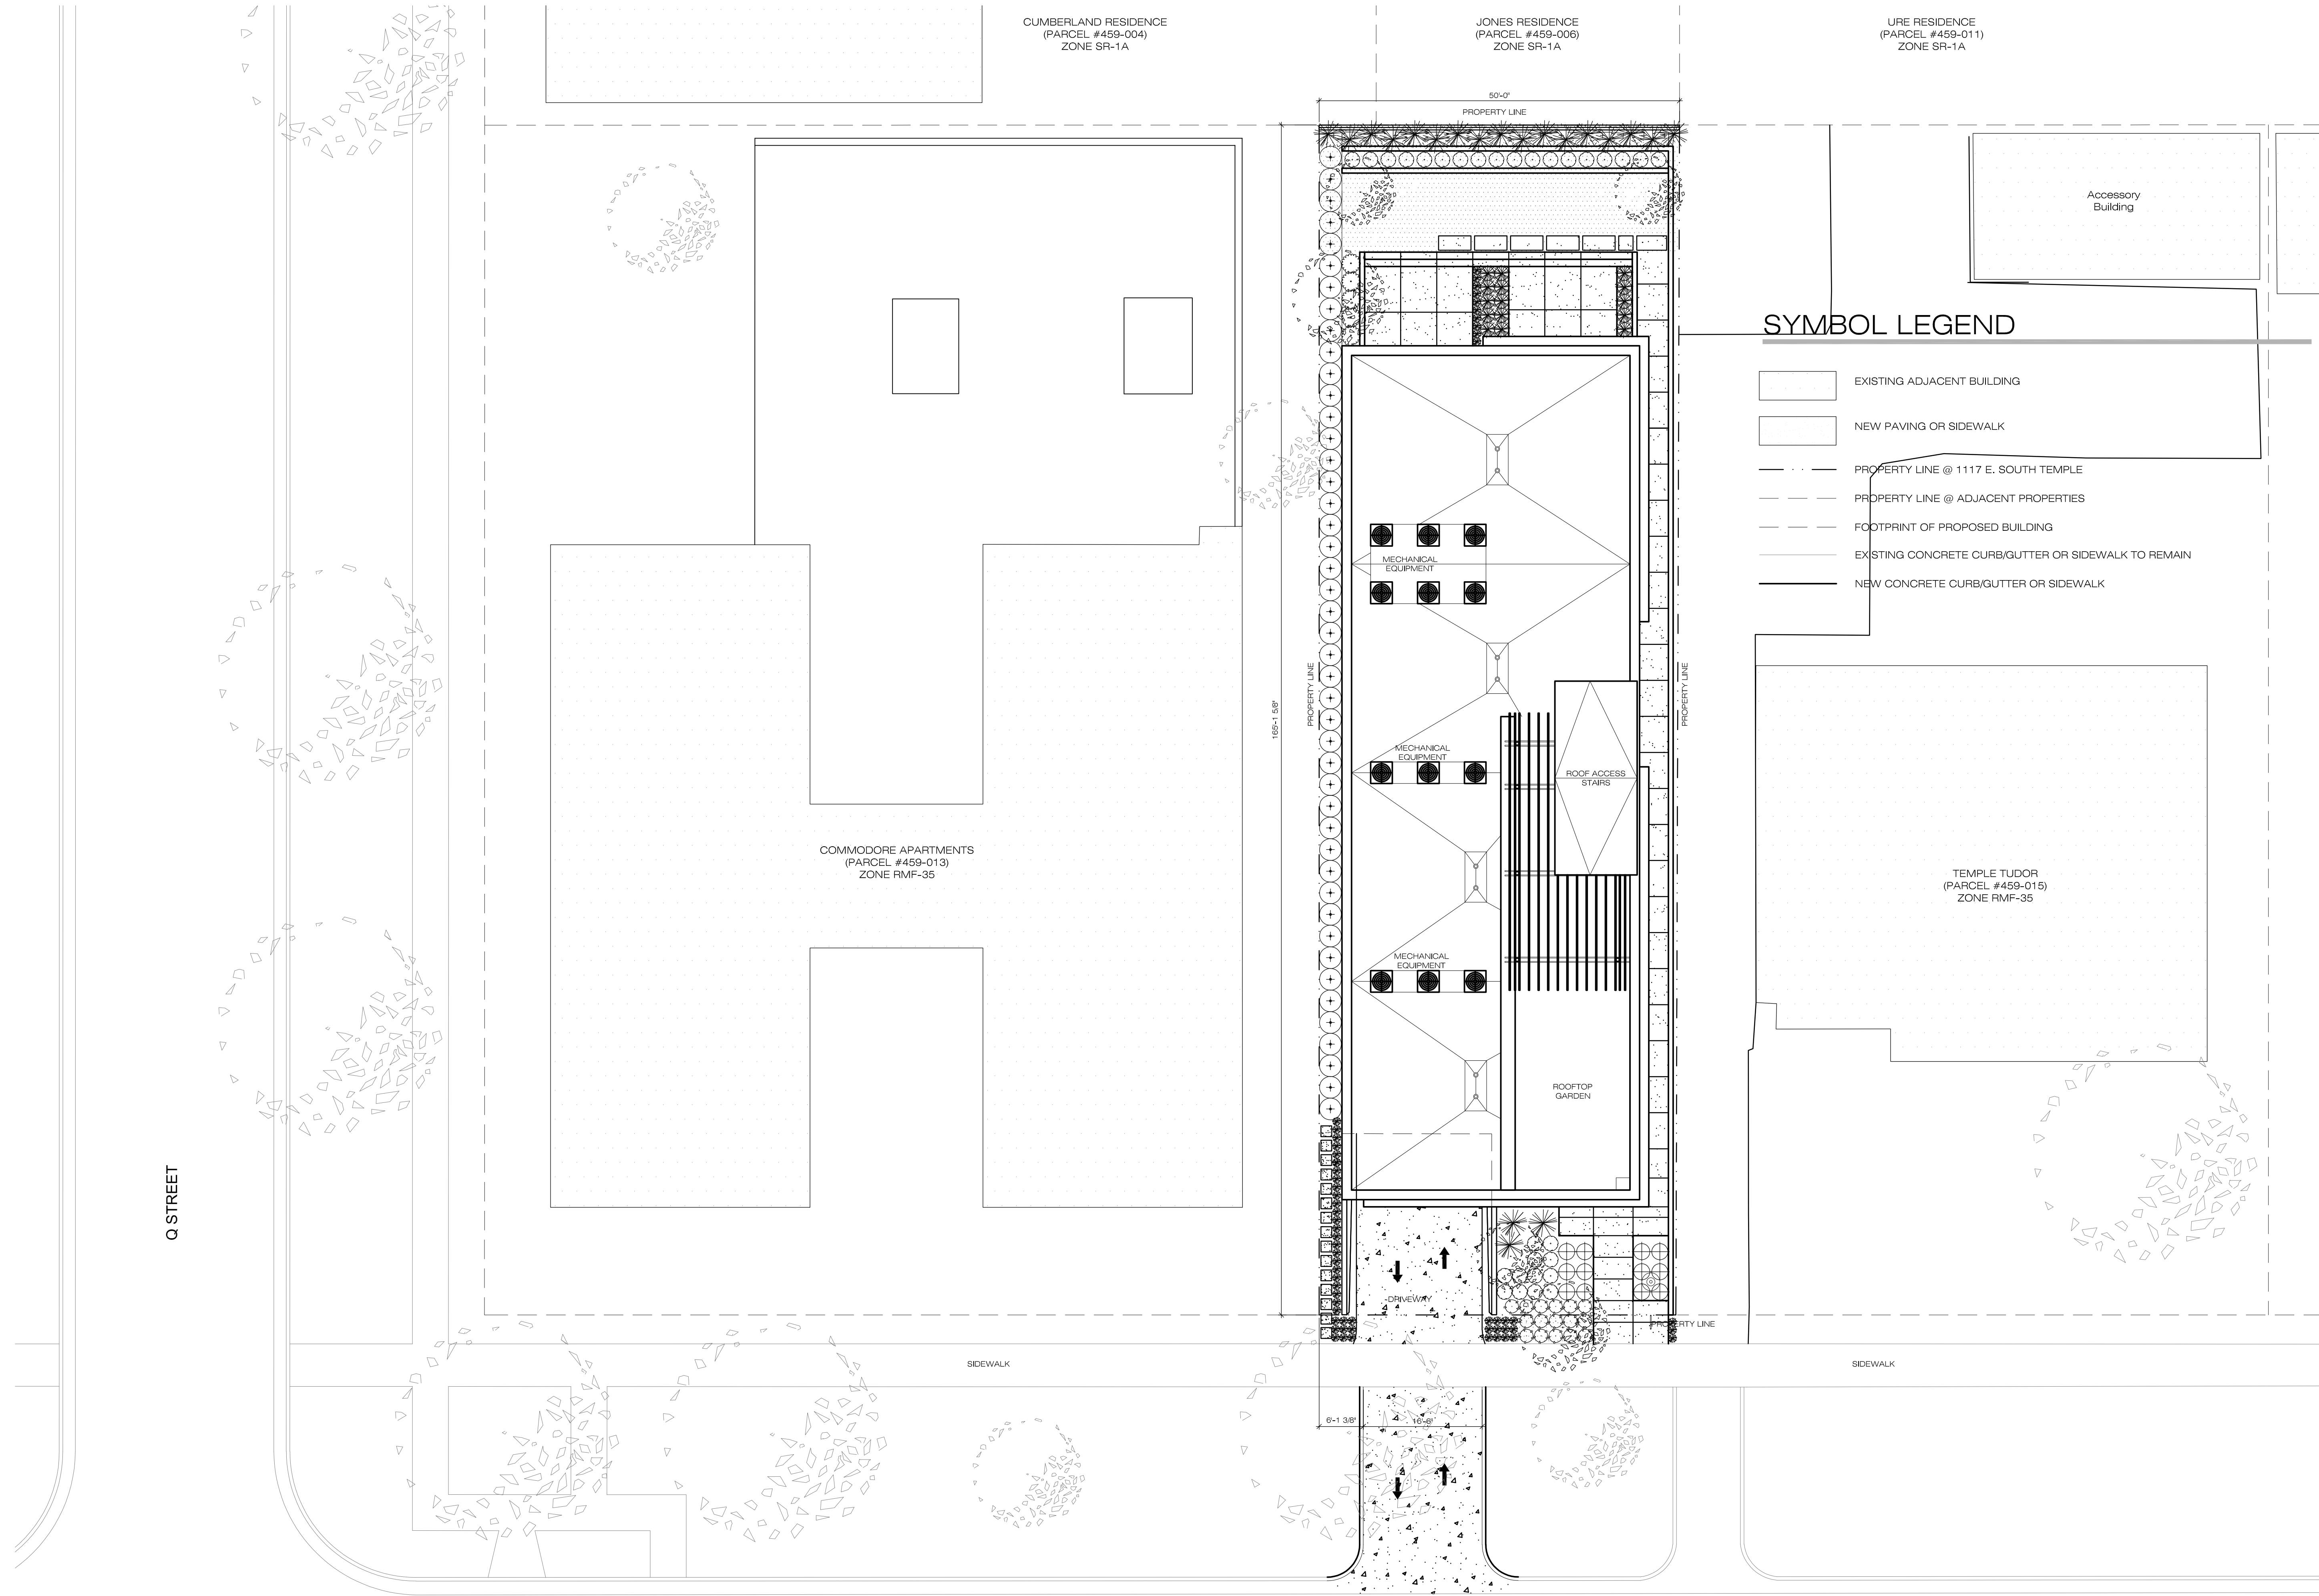 CUMBERLAND RESIDENCE
(PARCEL #459-004)
ZONE SR-1A
JONES RESIDENCE
(PARCEL #459-006)
ZONE SR-1A
URE RESIDENCE
(PARCEL #459-011)
ZONE SR-1A
50'-0"
PROPERTY LINE
Accessory
Building
SYMBOL LEGEND
EXISTING ADJACENT BUILDING
NEW PAVING OR SIDEWALK
PROPERTY LINE @ 1117 E. SOUTH TEMPLE
PROPERTY LINE @ ADJACENT PROPERTIES
FOOTPRINT OF PROPOSED BUILDING
EXISTING CONCRETE CURB/GUTTER OR SIDEWALK TO REMAIN
NEW CONCRETE CURB/GUTTER OR SIDEWALK
MECHANICAL
EQUIPMENT
165'-1 5/8"
PROPERTY LINE
PROPERTY LINE
MECHANICAL
EQUIPMENT
ROOF ACCESS
STAIRS
COMMODORE APARTMENTS
(PARCEL #459-013)
ZONE RMF-35
TEMPLE TUDOR
(PARCEL #459-015)
ZONE RMF-35
MECHANICAL
EQUIPMENT
ROOFTOP
GARDEN
Q STREET
DRIVEWAY
PROPERTY LINE
SIDEWALK
SIDEWALK
6'-1 3/8"
16'-6"